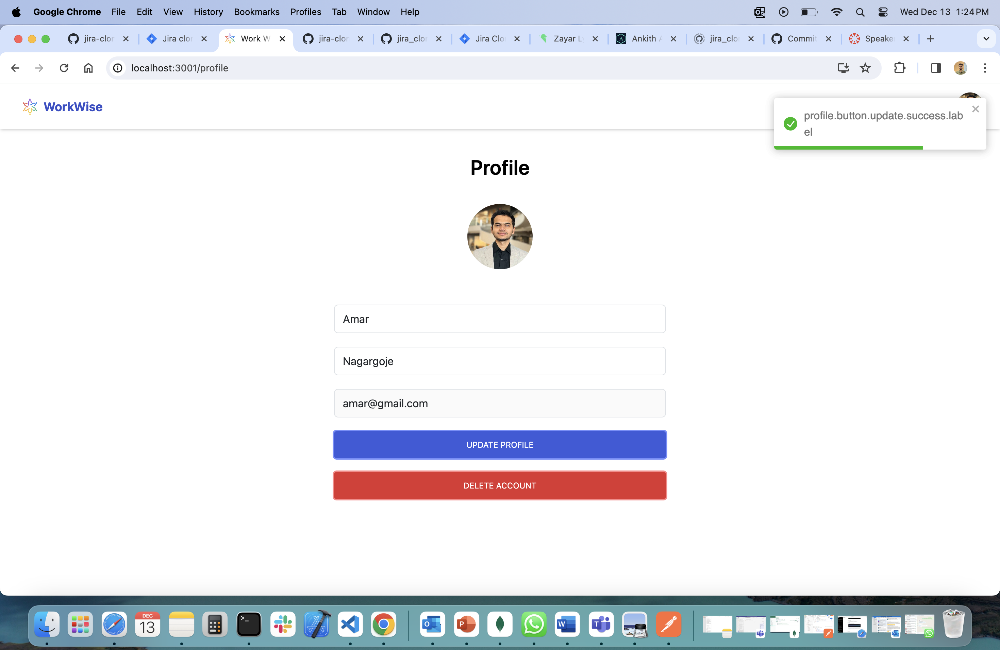 Google Chrome File Edit View History Bookmarks Profiles Tab Window Help Wed Dec 13 1:24 PM
jira-clor Jira clor Work W jira-clor jira_clor Jira Clo Zayar Ly Ankith A jira_clo Commit Speake
localhost:3001/profile
WorkWise
profile.button.update.success.lab
el
Profile
Amar
Nagargoje
amar@gmail.com
UPDATE PROFILE
DELETE ACCOUNT
DEC
13